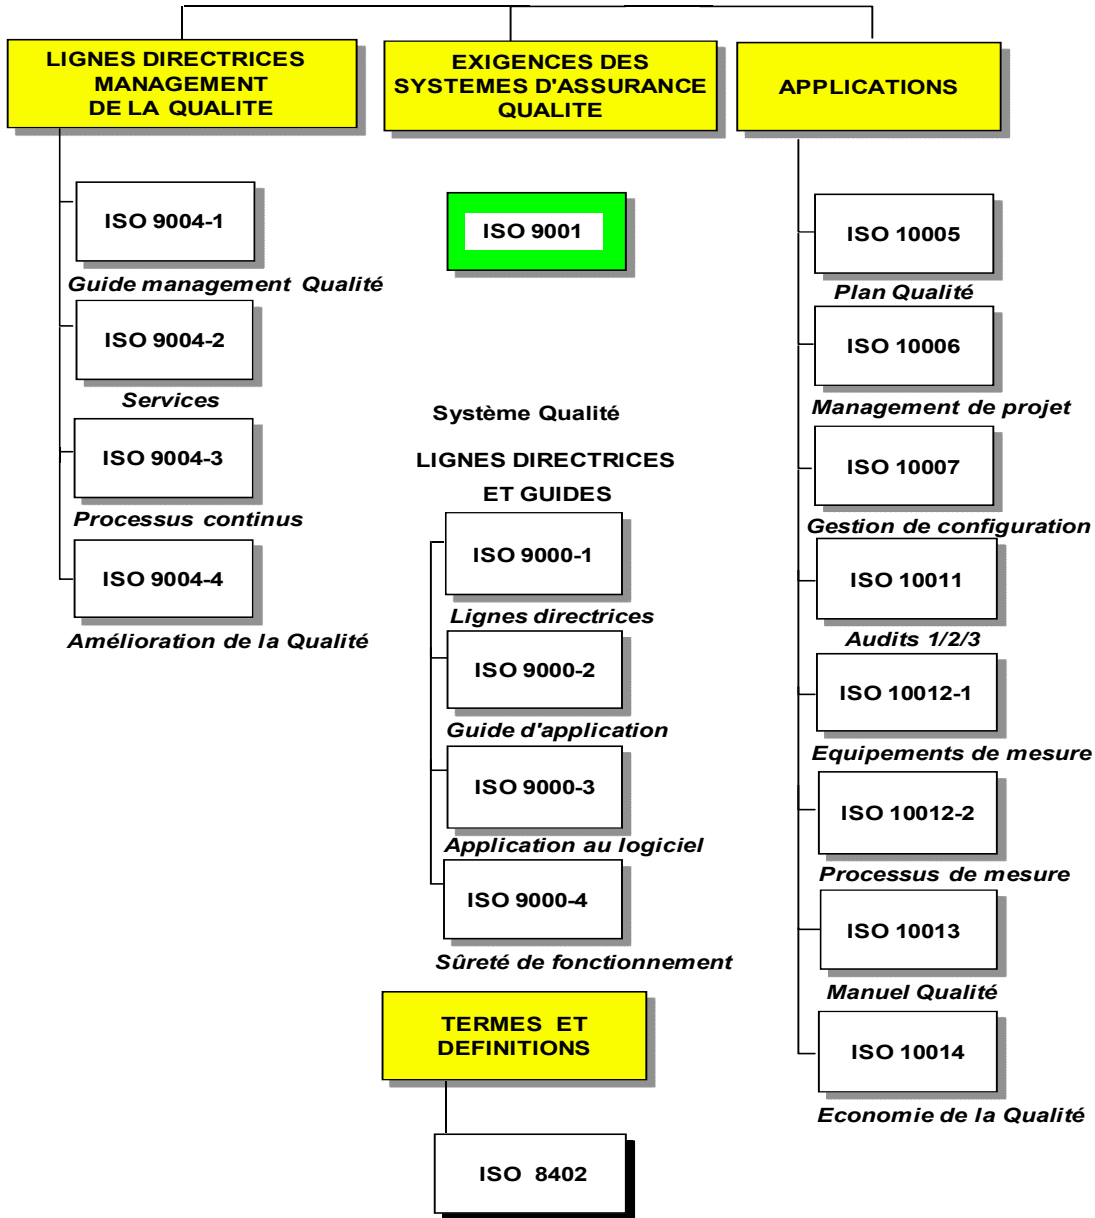 LIGNES DIRECTRICES
MANAGEMENT
DE LA QUALITE
ISO 9004-1
Guide management Qualité
ISO 9004-2
Services
ISO 9004-3
Processus continus
ISO 9004-4
Amélioration de la Qualité
EXIGENCES DES
SYSTEMES D'ASSURANCE
QUALITE
ISO 9001
Système Qualité
LIGNES DIRECTRICES
ET GUIDES
ISO 9000-1
Lignes directrices
ISO 9000-2
Guide d'application
ISO 9000-3
Application au logiciel
ISO 9000-4
Sûreté de fonctionnement
TERMES ET
DEFINITIONS
ISO 8402
APPLICATIONS
ISO 10005
Plan Qualité
ISO 10006
Management de projet
ISO 10007
Gestion de configuration
ISO 10011
Audits 1/2/3
ISO 10012-1
Equipements de mesure
ISO 10012-2
Processus de mesure
ISO 10013
Manuel Qualité
ISO 10014
Economie de la Qualité